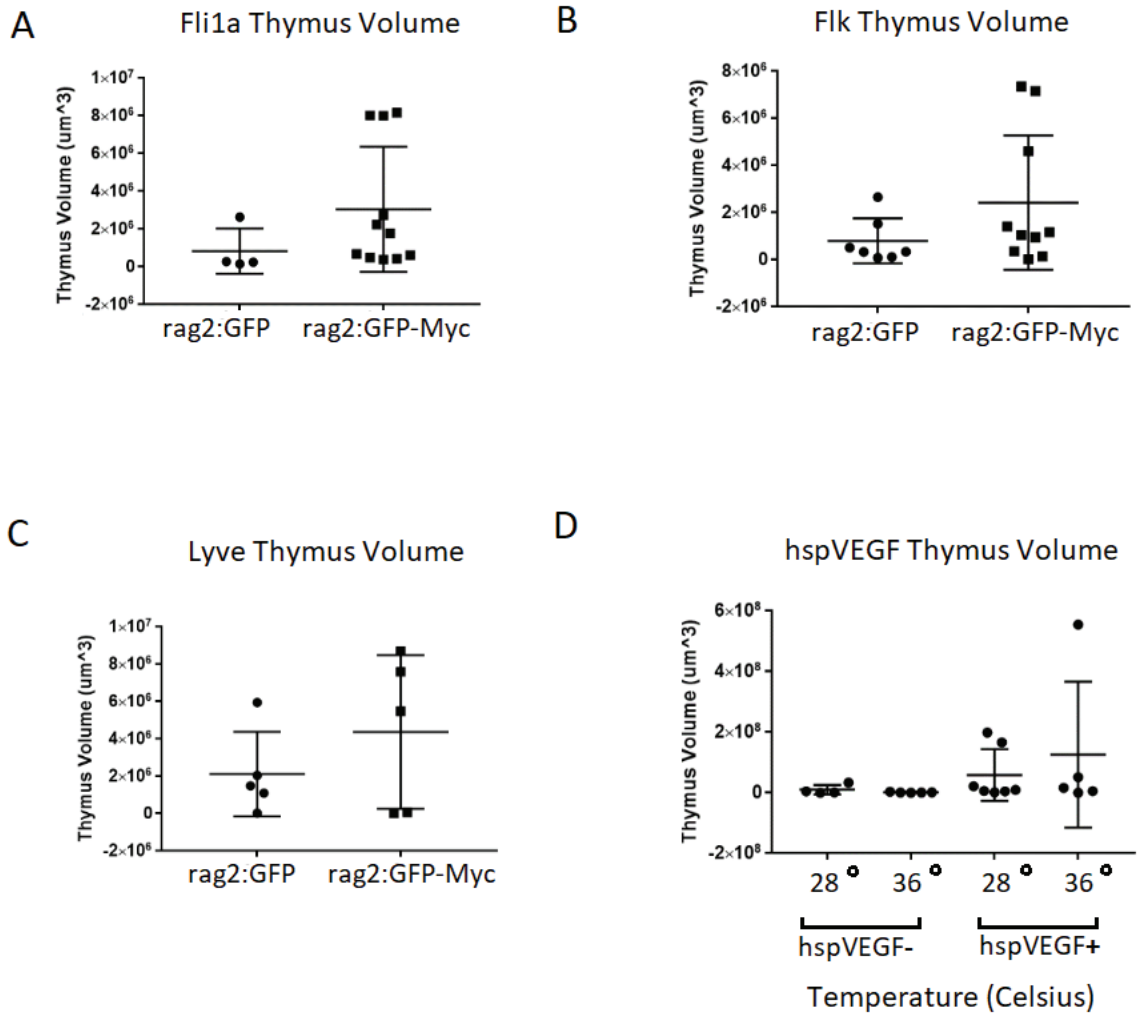 A
Fli1a Thymus Volume
Thymus Volume (um^3)
1×10⁷
8×10⁶
6×10⁶
4×10⁶
2×10⁶
0
-2×10⁶
rag2:GFP rag2:GFP-Myc
B
Flk Thymus Volume
Thymus Volume (um^3)
8×10⁶
6×10⁶
4×10⁶
2×10⁶
0
-2×10⁶
rag2:GFP rag2:GFP-Myc
C
Lyve Thymus Volume
Thymus Volume (um^3)
1×10⁷
8×10⁶
6×10⁶
4×10⁶
2×10⁶
0
-2×10⁶
rag2:GFP rag2:GFP-Myc
D
hspVEGF Thymus Volume
Thymus Volume (um^3)
6×10⁸
4×10⁸
2×10⁸
0
-2×10⁸
28° 36° 28° 36°
hspVEGF- hspVEGF+
Temperature (Celsius)